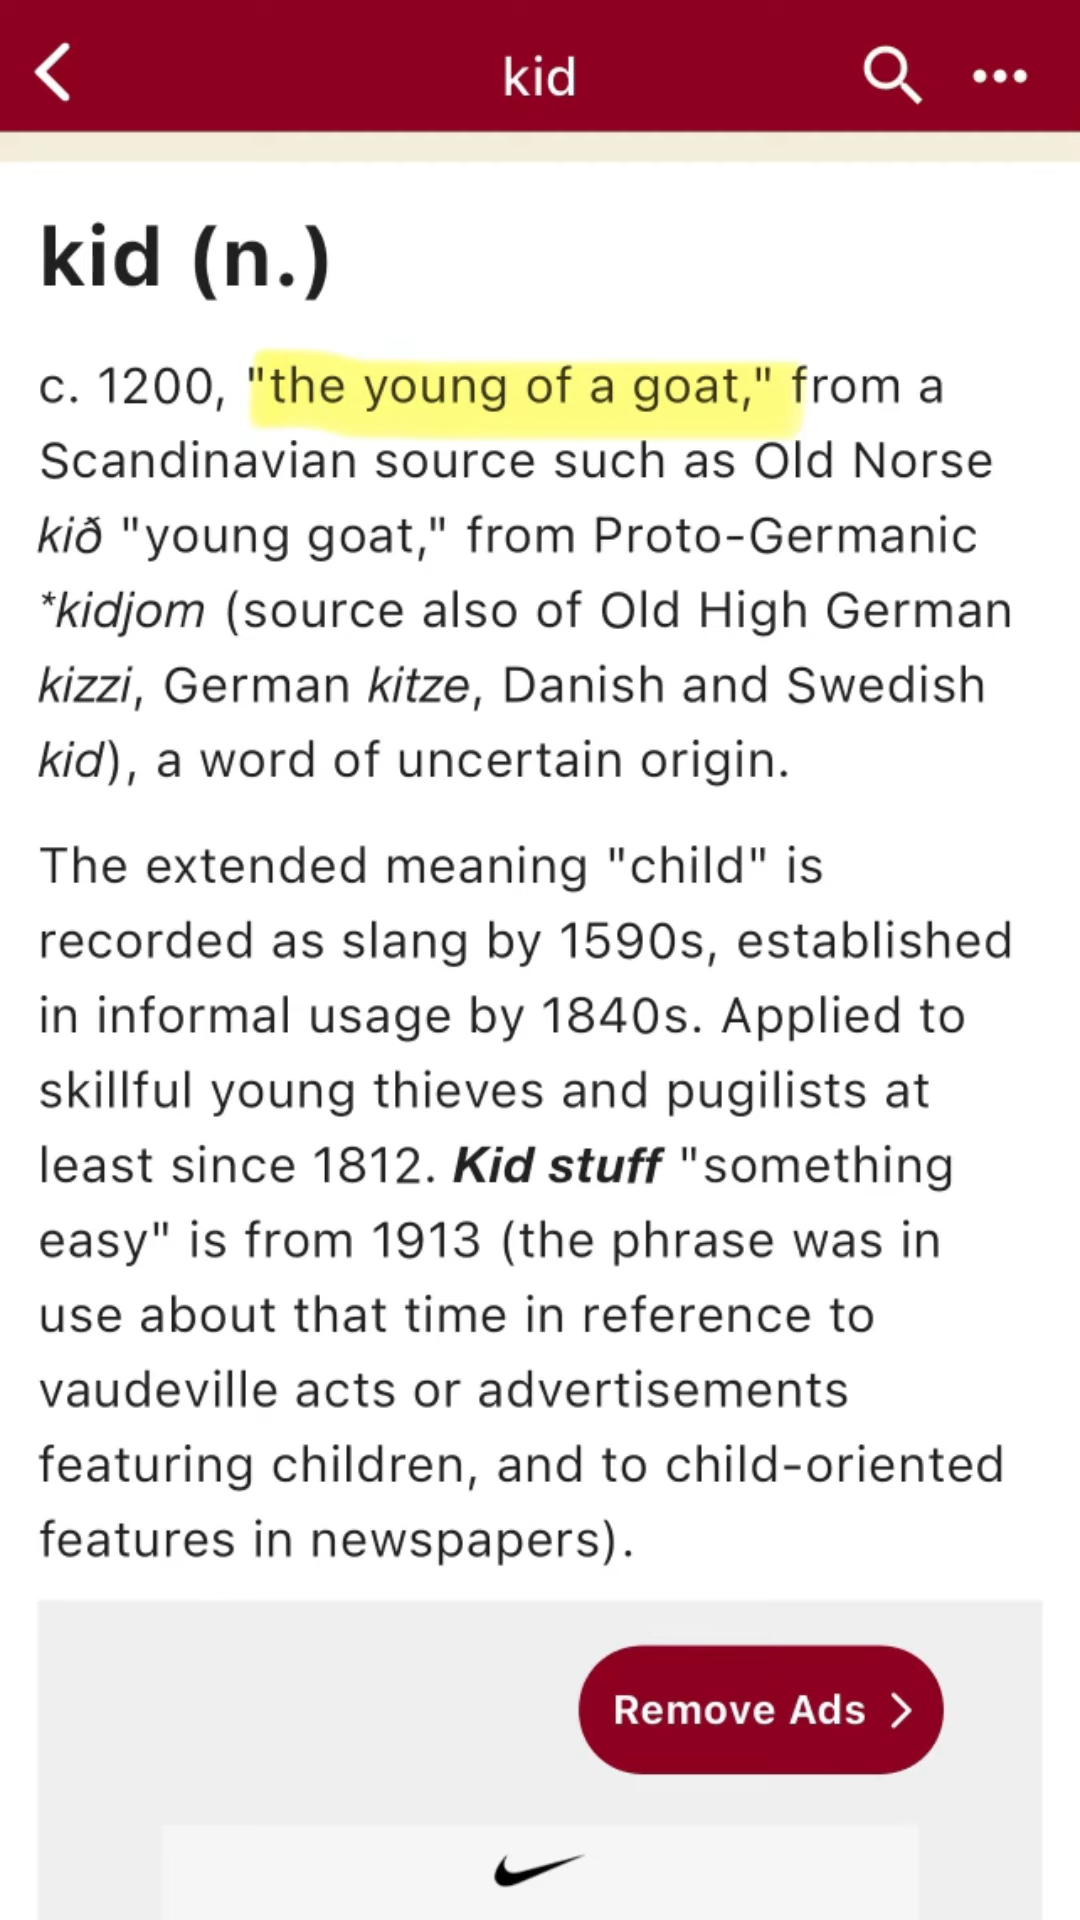 kid
kid (n.)
c. 1200, "the young of a goat," from a
Scandinavian source such as Old Norse
kið "young goat," from Proto-Germanic
*kidjom (source also of Old High German
kizzi, German kitze, Danish and Swedish
kid), a word of uncertain origin.
The extended meaning "child" is
recorded as slang by 1590s, established
in informal usage by 1840s. Applied to
skillful young thieves and pugilists at
least since 1812. Kid stuff "something
easy" is from 1913 (the phrase was in
use about that time in reference to
vaudeville acts or advertisements
featuring children, and to child-oriented
features in newspapers).
Remove Ads